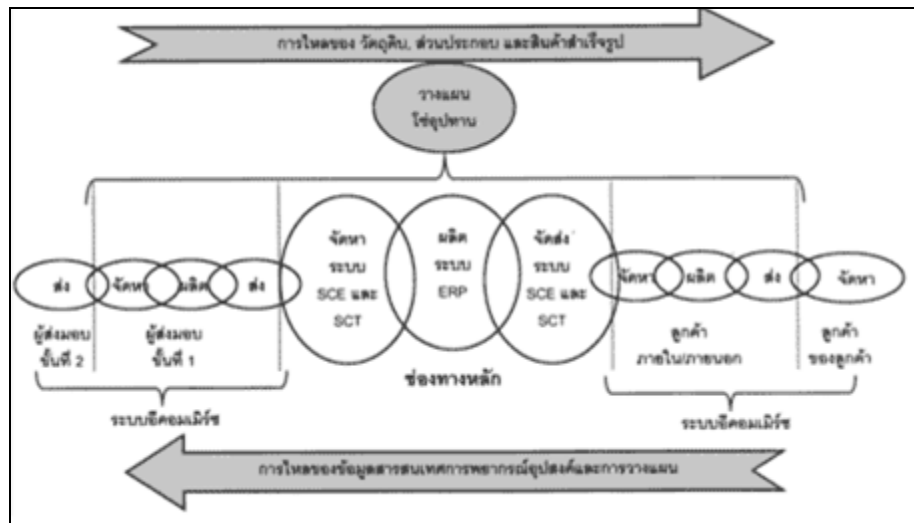 การไหลของ วัตถุดิบ, ส่วนประกอบ และสินค้าสำเร็จรูป
วางแผน
โซ่อุปทาน
ส่ง
จัดหา
ผลิต
ส่ง
จัดหา
ระบบ
SCE และ
SCT
ผลิต
ระบบ
ERP
จัดส่ง
ระบบ
SCE และ
SCT
จัดหา
ผลิต
ส่ง
จัดหา
ผู้ส่งมอบ
ขั้นที่ 2
ผู้ส่งมอบ
ขั้นที่ 1
ช่องทางหลัก
ลูกค้า
ภายใน/ภายนอก
ลูกค้า
ของลูกค้า
ระบบอีคอมเมิร์ซ
ระบบอีคอมเมิร์ซ
การไหลของข้อมูลสารสนเทศการพยากรณ์อุปสงค์และการวางแผน